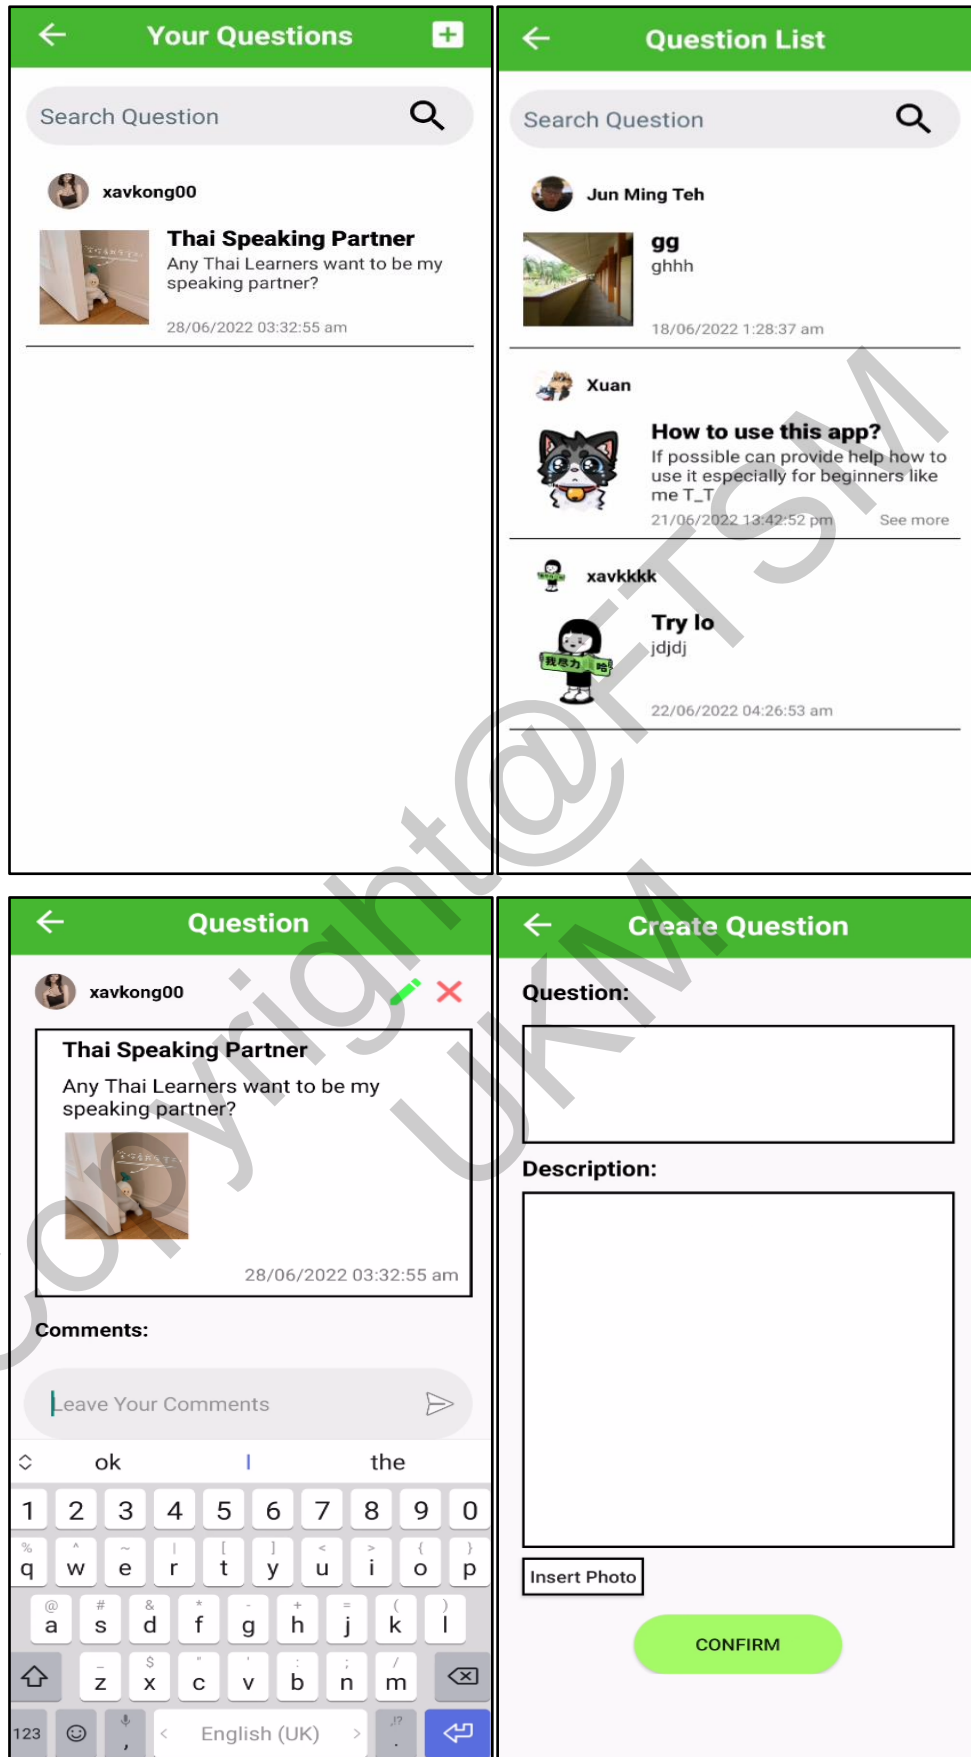 Your Questions
Search Question
xavkong00
Thai Speaking Partner
Any Thai Learners want to be my
speaking partner?
28/06/2022 03:32:55 am
Question List
Search Question
Jun Ming Teh
gg
ghhh
18/06/2022 1:28:37 am
Xuan
How to use this app?
If possible can provide help how to
use it especially for beginners like
me T_T
21/06/2022 13:42:52 pm See more
xavkkkk
Try lo
jdjdj
我尽力 哈
22/06/2022 04:26:53 am
Question
xavkong00
Thai Speaking Partner
Any Thai Learners want to be my
speaking partner?
28/06/2022 03:32:55 am
Comments:
Leave Your Comments
ok I the
1 2 3 4 5 6 7 8 9 0
% ^ ~ | [ ] < > { }
q w e r t y u i o p
@ # & * - + = ( )
a s d f g h j k l
_ $ " ' : ; /
z x c v b n m
123 , < English (UK) > ,!? .
Create Question
Question:
Description:
Insert Photo
CONFIRM
Copyright@FTSM
UKM